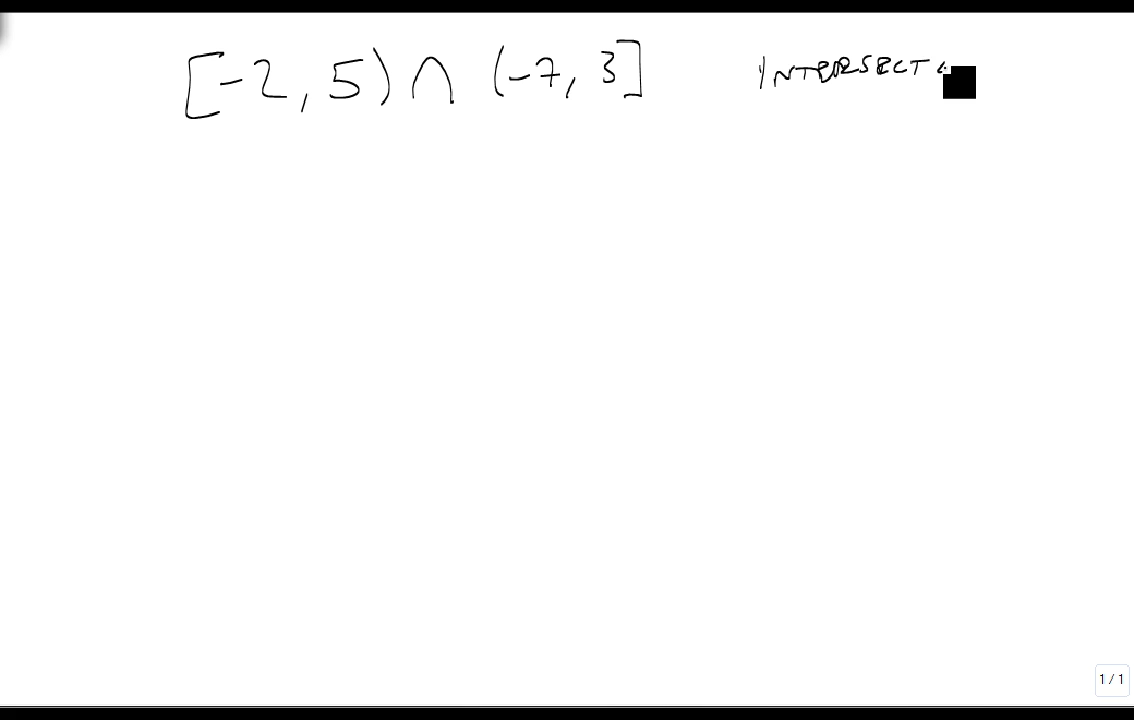 [-2, 5) ∩ (-7, 3] INTERSECT
1 / 1